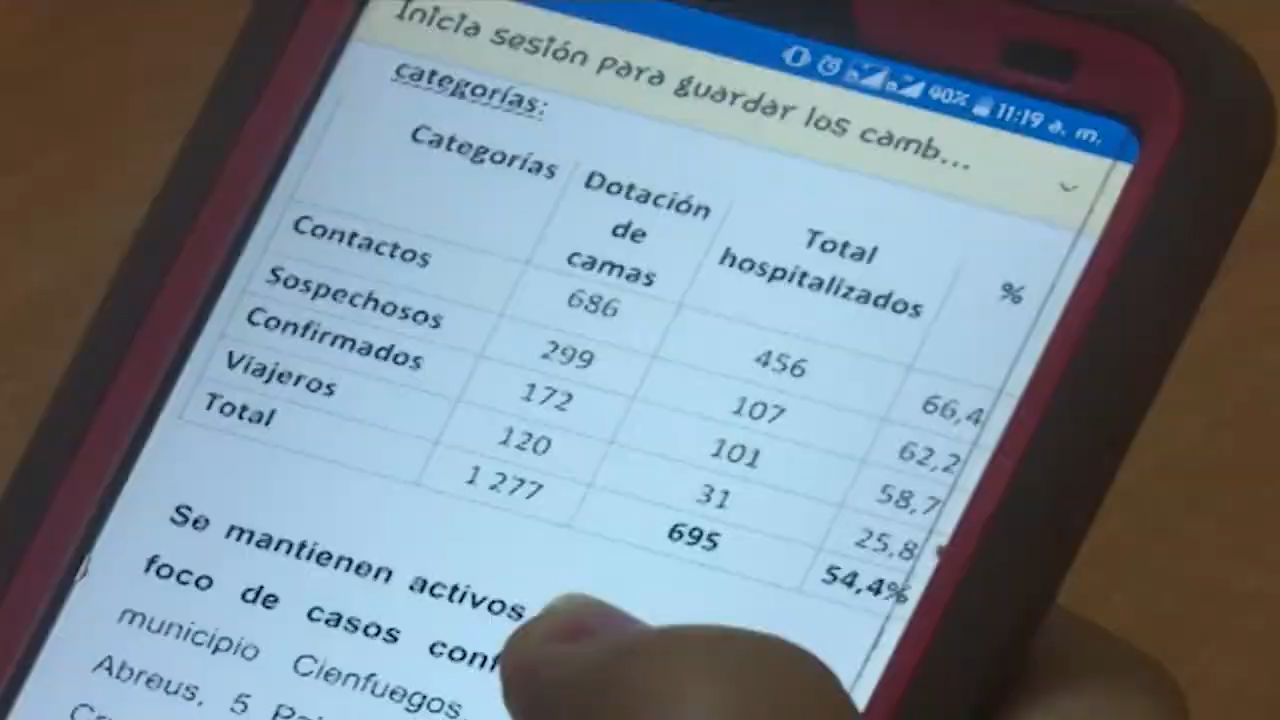 90% 11:19 a. m.
Inicia sesión para guardar los camb...
categorías:
Categorías Dotación de camas Total hospitalizados %
Contactos 686 456 66,4
Sospechosos 299 107 62,2
Confirmados 172 101 58,7
Viajeros 120 31 25,8
Total 1 277 695 54,4%
Se mantienen activos
foco de casos conf
municipio Cienfuegos,
Abreus, 5